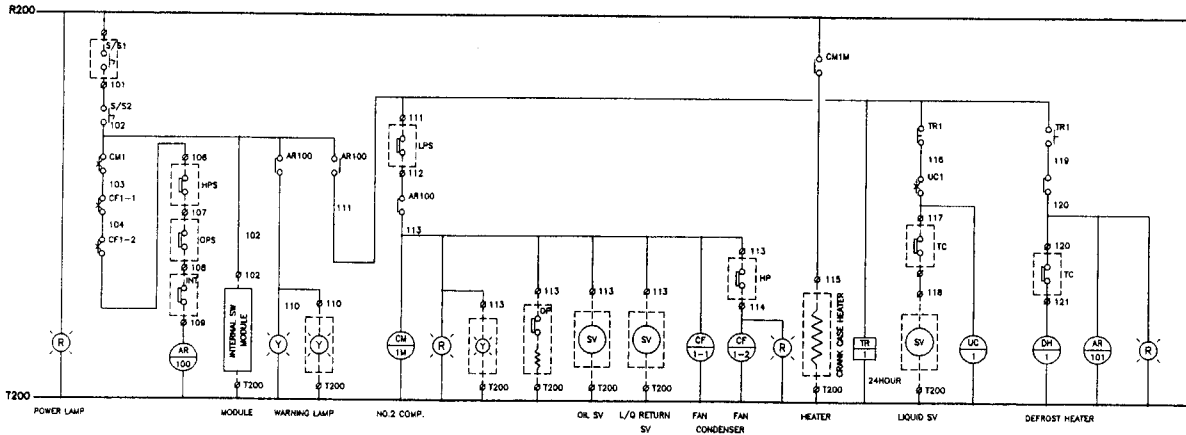 R200
S/S1
101
S/S2
102
CM1
103
CF1-1
104
CF1-2
106
HPS
107
OPS
108
INT
109
AR
100
102
102
INTERNAL SW
MODULE
T200
AR100
110
110
Y
Y
T200
AR100
111
111
LPS
112
AR100
113
CM
1M
R
113
Y
T200
113
OP
T200
113
SV
T200
113
SV
T200
CF
1-1
113
HP
114
CF
1-2
R
CM1M
115
CRANK CASE HEATER
T200
TR
1
24HOUR
TR1
116
UC1
117
TC
118
SV
T200
UC
1
TR1
119
120
120
TC
121
DH
1
AR
101
R
R
T200
POWER LAMP
MODULE
WARNING LAMP
NO.2 COMP.
OIL SV
L/Q RETURN
SV
FAN
FAN
CONDENSER
HEATER
LIQUID SV
DEFROST HEATER